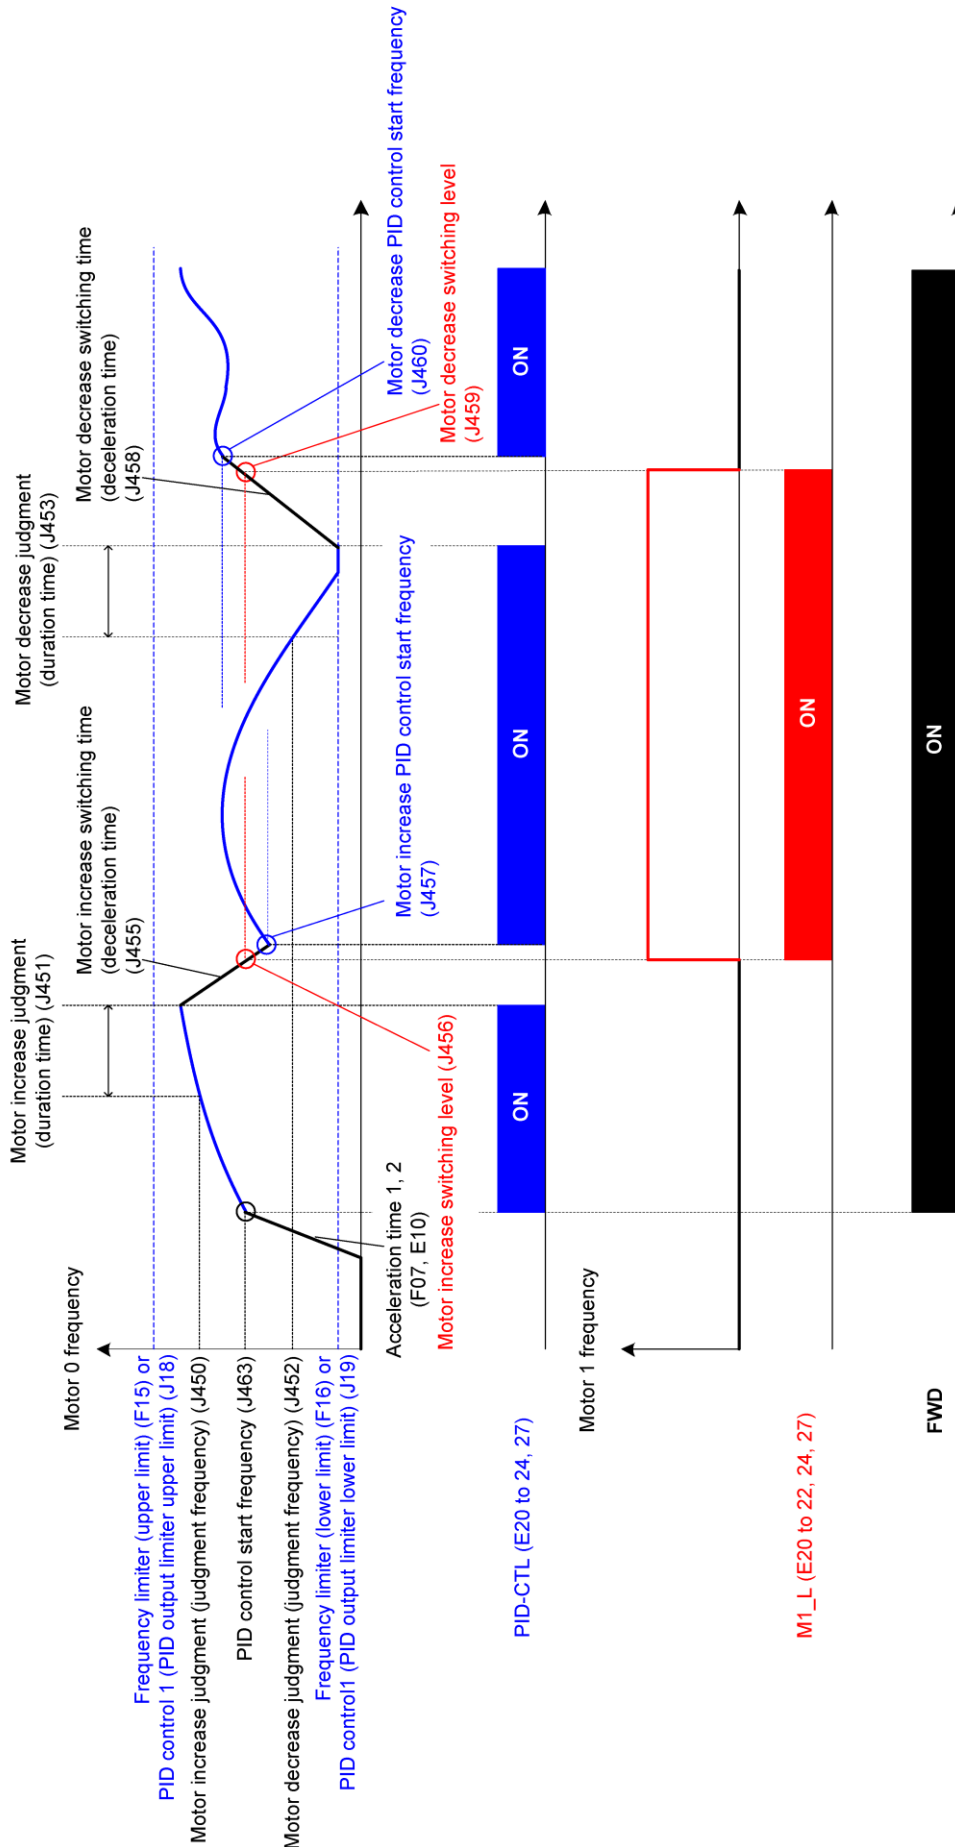 Motor increase judgment
(duration time) (J451)
Motor decrease judgment
(duration time) (J453)
Motor 0 frequency
Motor increase switching time
(deceleration time)
(J455)
Motor decrease switching time
(deceleration time)
(J458)
Frequency limiter (upper limit) (F15) or
PID control 1 (PID output limiter upper limit) (J18)
Motor increase judgment (judgment frequency) (J450)
PID control start frequency (J463)
Motor decrease judgment (judgment frequency) (J452)
Frequency limiter (lower limit) (F16) or
PID control1 (PID output limiter lower limit) (J19)
Acceleration time 1, 2
(F07, E10)
Motor increase switching level (J456)
Motor increase PID control start frequency
(J457)
Motor decrease PID control start frequency
(J460)
Motor decrease switching level
(J459)
PID-CTL (E20 to 24, 27)
ON
ON
ON
Motor 1 frequency
M1_L (E20 to 22, 24, 27)
ON
FWD
ON